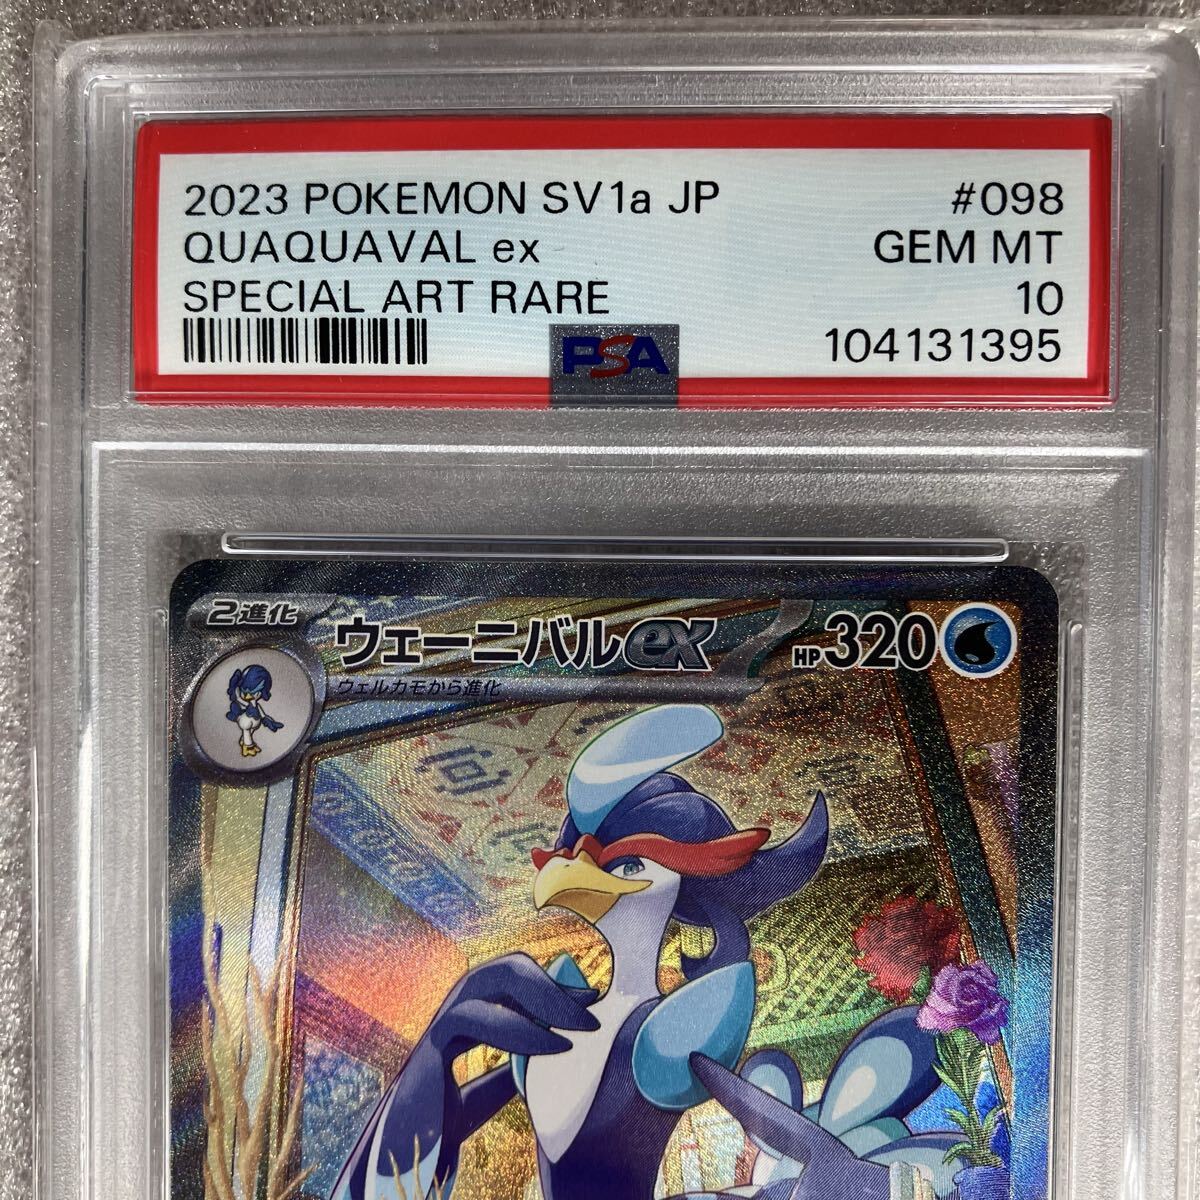 2023 POKEMON SV1a JP #098
QUAQUAVAL ex GEM MT
SPECIAL ART RARE 10
PSA 104131395
2進化
ウェーニバルex HP320
ウェルカモから進化